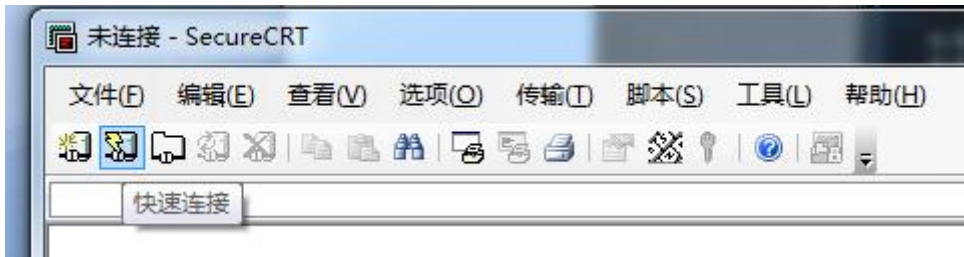 未连接 - SecureCRT
文件(F) 编辑(E) 查看(V) 选项(O) 传输(T) 脚本(S) 工具(L) 帮助(H)
快速连接